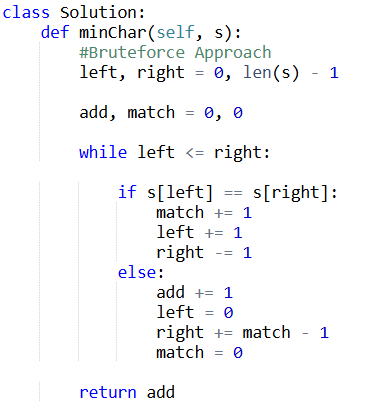 class Solution:
    def minChar(self, s):
        #Bruteforce Approach
        left, right = 0, len(s) - 1
        add, match = 0, 0
        while left <= right:
            if s[left] == s[right]:
                match += 1
                left += 1
                right -= 1
            else:
                add += 1
                left = 0
                right += match - 1
                match = 0
        return add